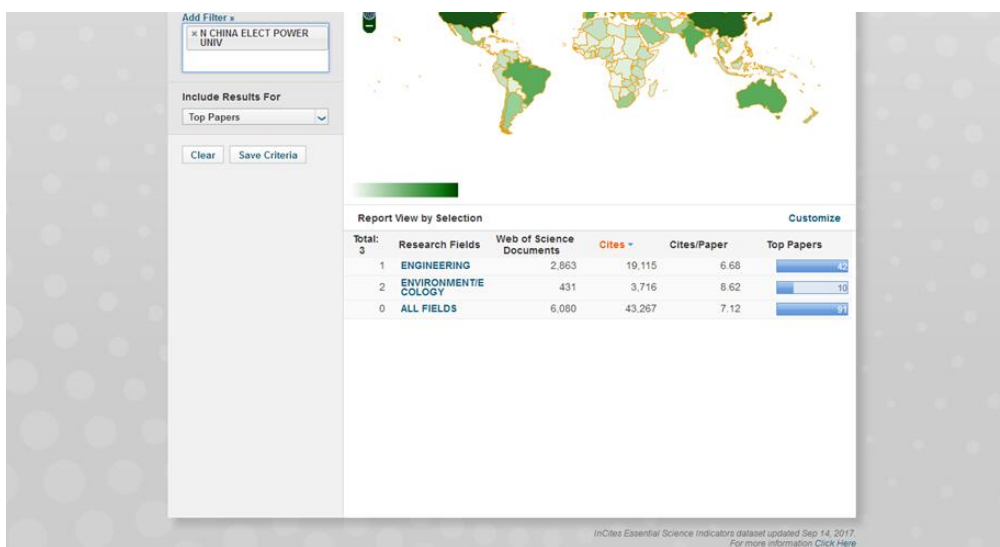 Add Filter »
× N CHINA ELECT POWER
UNIV
Include Results For
Top Papers
Clear Save Criteria
Report View by Selection Customize
Total:
3 Research Fields Web of Science
Documents Cites Cites/Paper Top Papers
1 ENGINEERING 2,863 19,115 6.68 42
2 ENVIRONMENT/E
COLOGY 431 3,716 8.62 10
0 ALL FIELDS 6,080 43,267 7.12 91
InCites Essential Science Indicators dataset updated Sep 14, 2017.
For more information Click Here